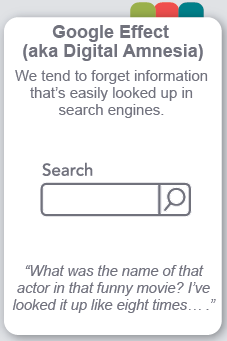 Google Effect
(aka Digital Amnesia)
We tend to forget information
that's easily looked up in
search engines.
Search
“What was the name of that
actor in that funny movie? I’ve
looked it up like eight times… .”